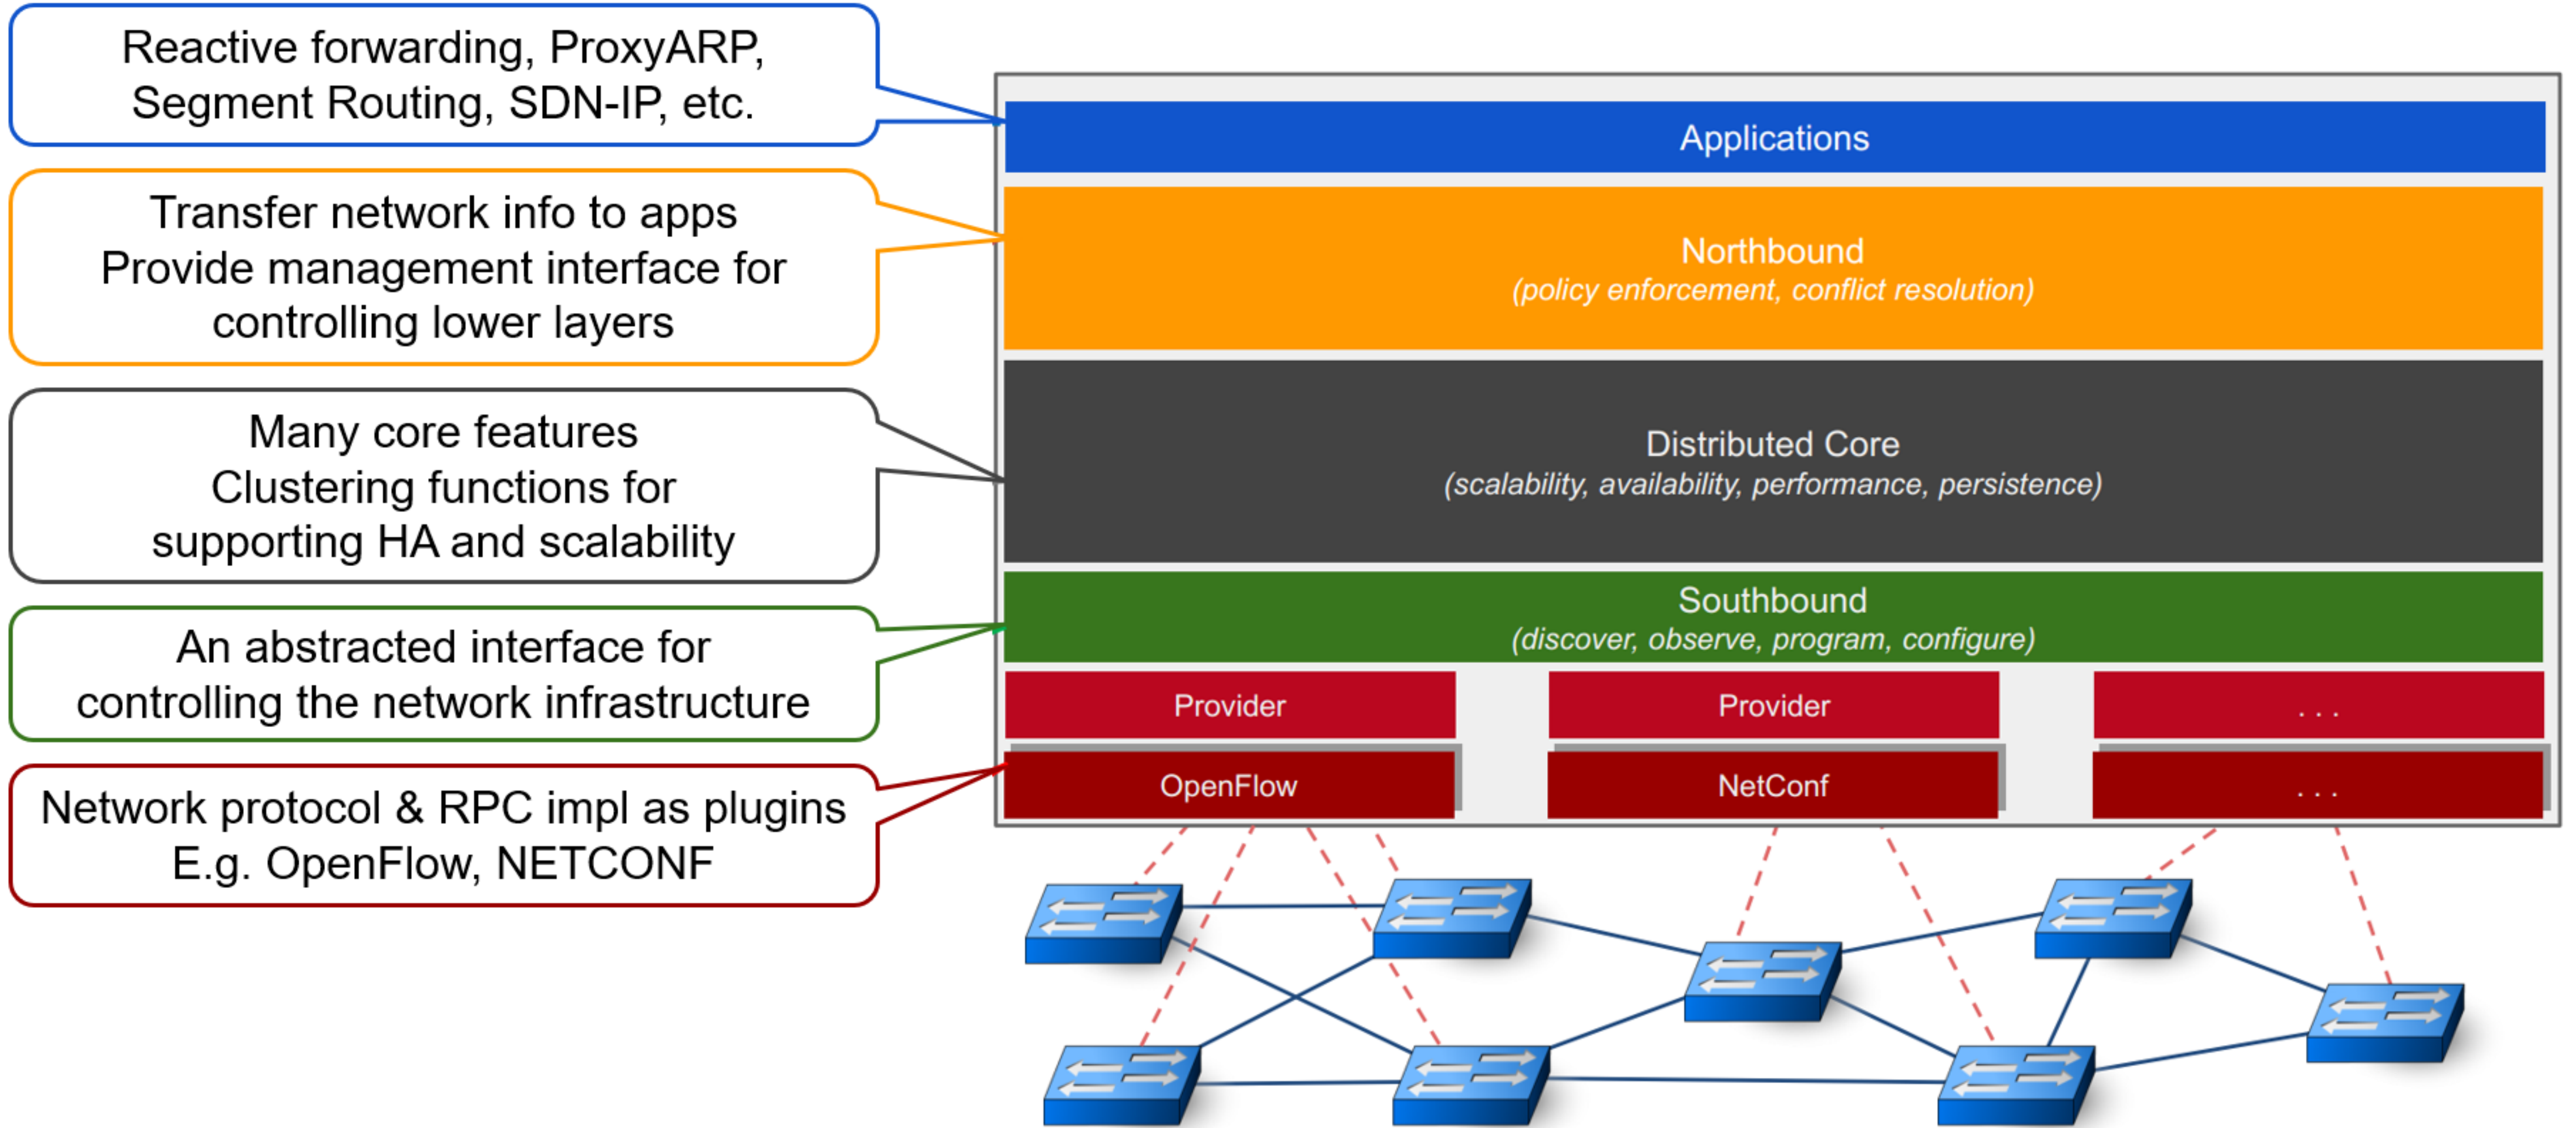 Reactive forwarding, ProxyARP,
Segment Routing, SDN-IP, etc.
Transfer network info to apps
Provide management interface for
controlling lower layers
Many core features
Clustering functions for
supporting HA and scalability
An abstracted interface for
controlling the network infrastructure
Network protocol & RPC impl as plugins
E.g. OpenFlow, NETCONF
Applications
Northbound
(policy enforcement, conflict resolution)
Distributed Core
(scalability, availability, performance, persistence)
Southbound
(discover, observe, program, configure)
Provider
Provider
. . .
OpenFlow
NetConf
. . .